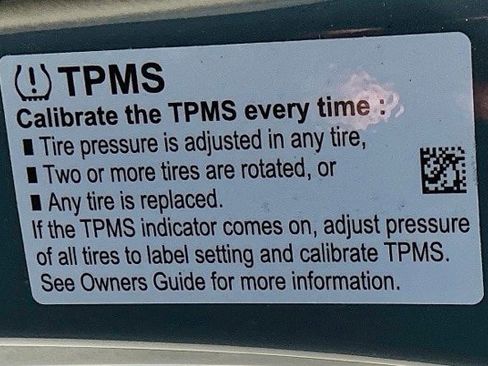 TPMS
Calibrate the TPMS every time :
Tire pressure is adjusted in any tire,
Two or more tires are rotated, or
Any tire is replaced.
If the TPMS indicator comes on, adjust pressure
of all tires to label setting and calibrate TPMS.
See Owners Guide for more information.